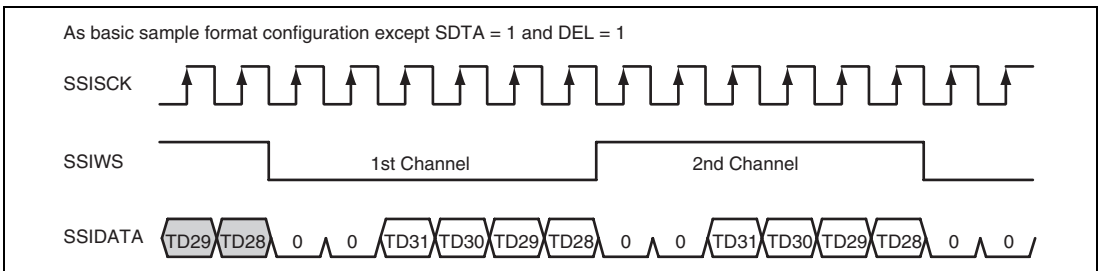 As basic sample format configuration except SDTA = 1 and DEL = 1
SSISCK
SSIWS 1st Channel 2nd Channel
SSIDATA TD29 TD28 0 0 TD31 TD30 TD29 TD28 0 0 TD31 TD30 TD29 TD28 0 0